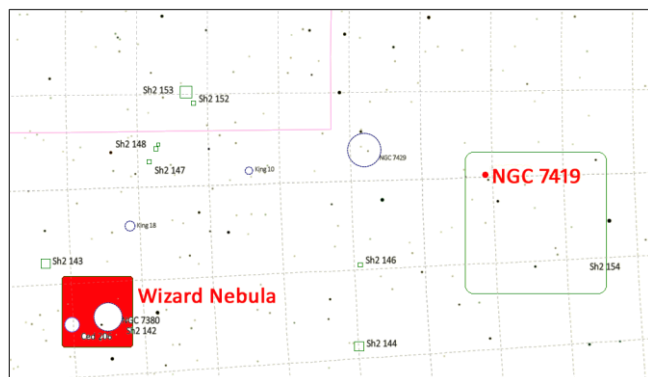 Sh2 153
Sh2 152
Sh2 148
Sh2 147
King 10
NGC 7429
NGC 7419
King 18
Sh2 143
Sh2 146
Sh2 154
Wizard Nebula
NGC 7380
Sh2 142
Sh2 144